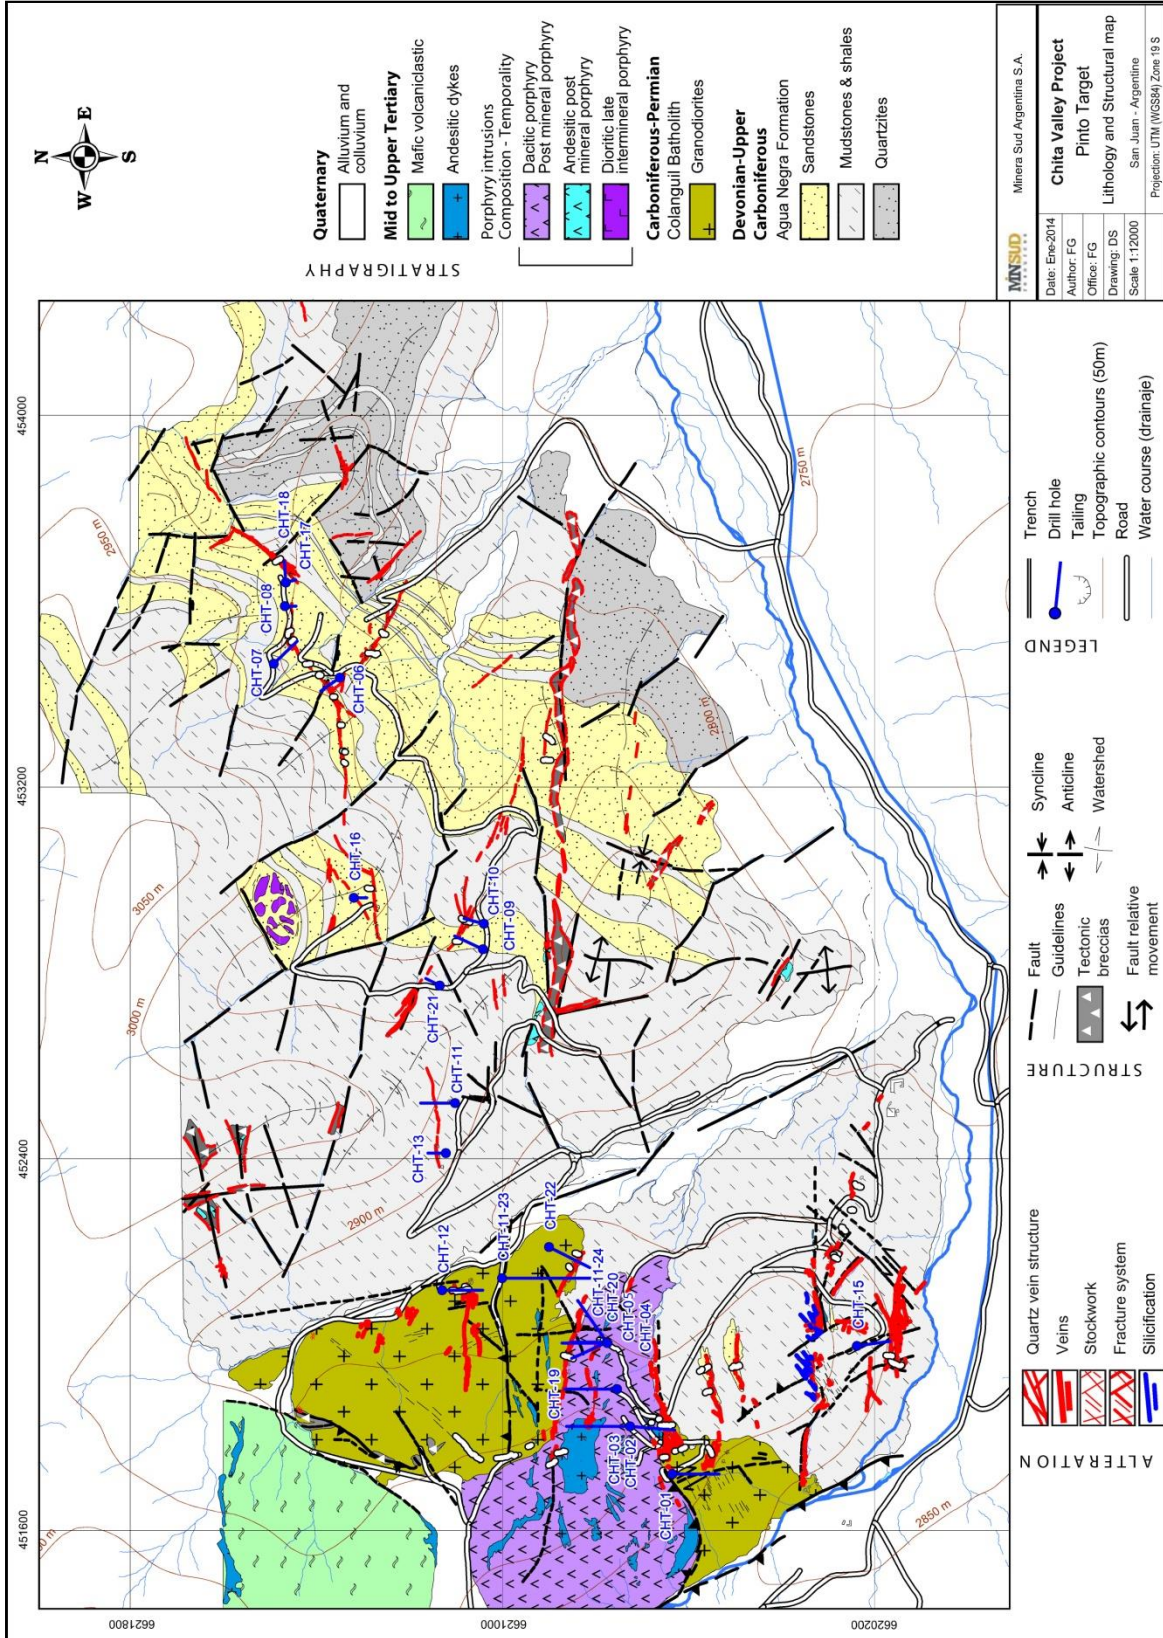 N
W
E
S
STRATIGRAPHY
Quaternary
Alluvium and
colluvium
Mid to Upper Tertiary
Mafic volcaniclastic
Andesitic dykes
Porphyry intrusions
Composition - Temporality
Dacitic porphyry
Post mineral porphyry
Andesitic post
mineral porphyry
Dioritic late
intermineral porphyry
Carboniferous-Permian
Colanguil Batholith
Granodiorites
Devonian-Upper
Carboniferous
Agua Negra Formation
Sandstones
Mudstones & shales
Quartzites
MINSUD
Minera Sud Argentina S.A.
Date: Ene-2014
Author: FG
Office: FG
Drawing: DS
Scale 1:12000
Chita Valley Project
Pinto Target
Lithology and Structural map
San Juan - Argentine
Projection: UTM (WGS84) Zone 19 S
451600
452400
453200
454000
6621800
6621000
6620200
2950 m
3050 m
3000 m
2900 m
2850 m
2800 m
2750 m
CHT-18
CHT-17
CHT-08
CHT-07
CHT-06
CHT-16
CHT-10
CHT-09
CHT-21
CHT-11
CHT-13
CHT-12
CHT-11-23
CHT-22
CHT-11-24
CHT-20
CHT-05
CHT-04
CHT-19
CHT-03
CHT-02
CHT-01
CHT-15
ALTERATION
Quartz vein structure
Veins
Stockwork
Fracture system
Silicification
STRUCTURE
Fault
Guidelines
Tectonic
breccias
Fault relative
movement
Syncline
Anticline
Watershed
LEGEND
Trench
Drill hole
Tailing
Topographic contours (50m)
Road
Water course (drainaje)